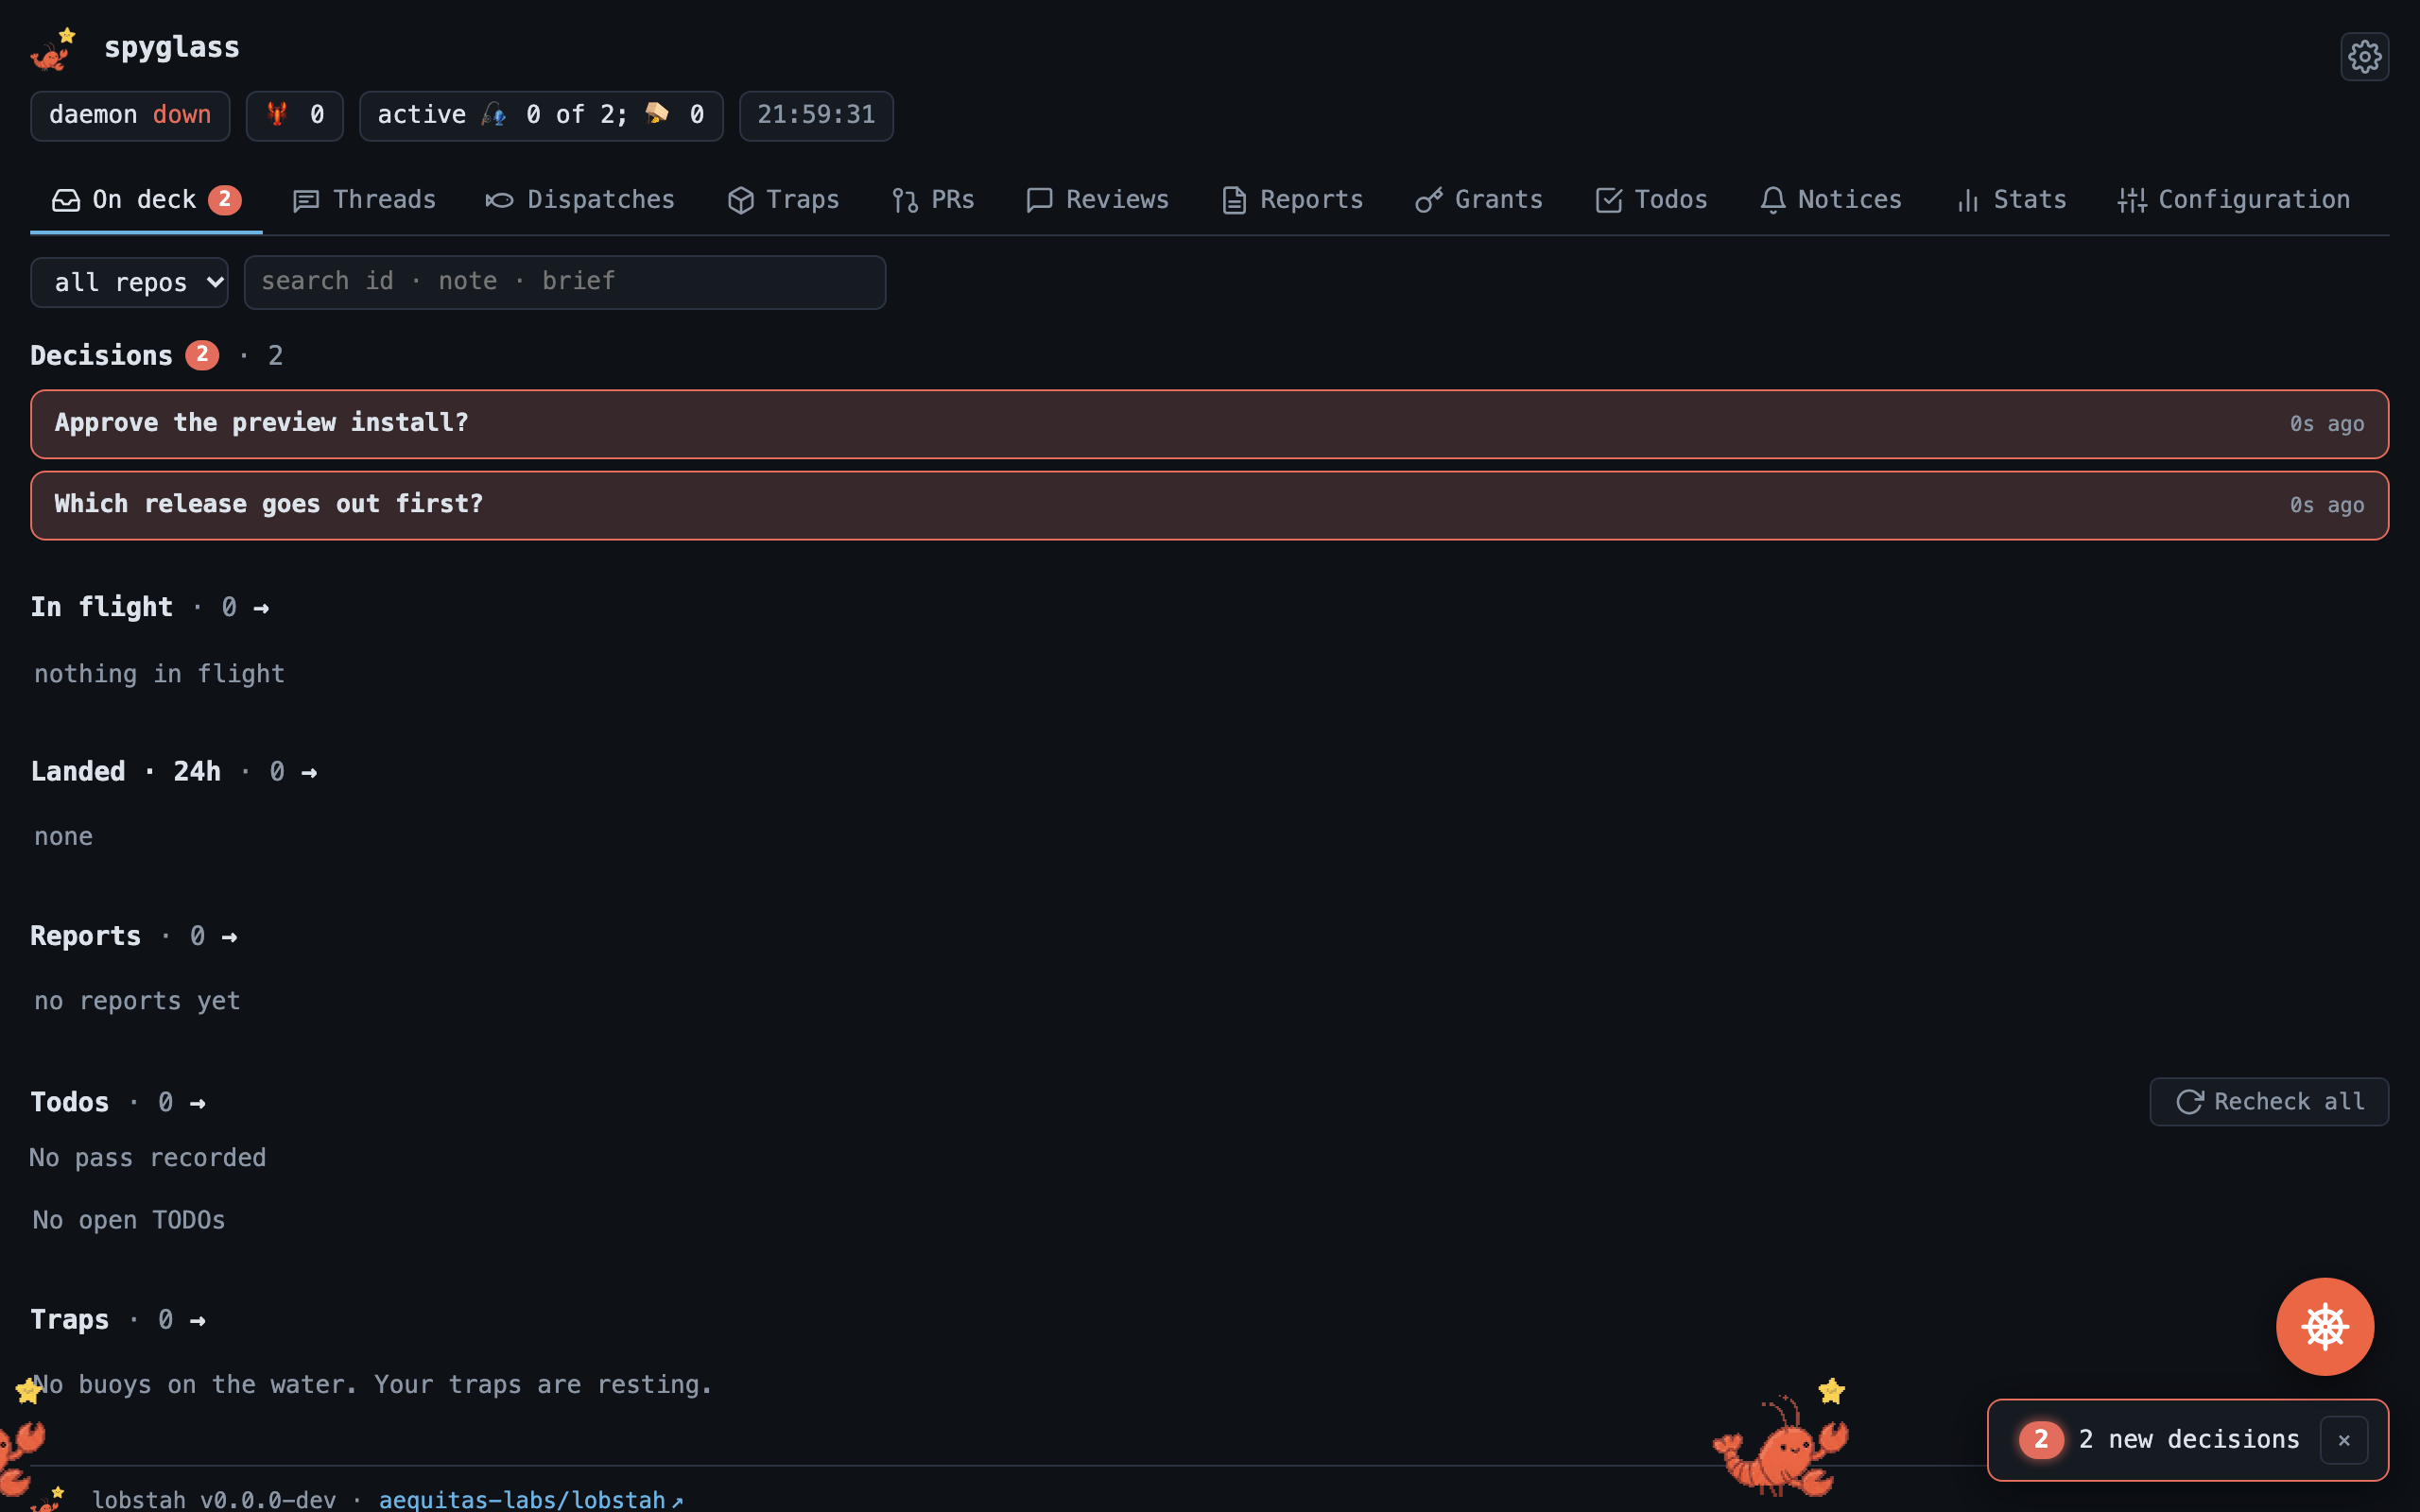 spyglass
daemon down 0 active 0 of 2; 0 21:59:31
On deck 2 Threads Dispatches Traps PRs Reviews Reports Grants Todos Notices Stats Configuration
all repos search id · note · brief
Decisions 2 · 2
Approve the preview install? 0s ago
Which release goes out first? 0s ago
In flight · 0 →
nothing in flight
Landed · 24h · 0 →
none
Reports · 0 →
no reports yet
Todos · 0 → Recheck all
No pass recorded
No open TODOs
Traps · 0 →
No buoys on the water. Your traps are resting.
2 2 new decisions ×
lobstah v0.0.0-dev · aequitas-labs/lobstah↗